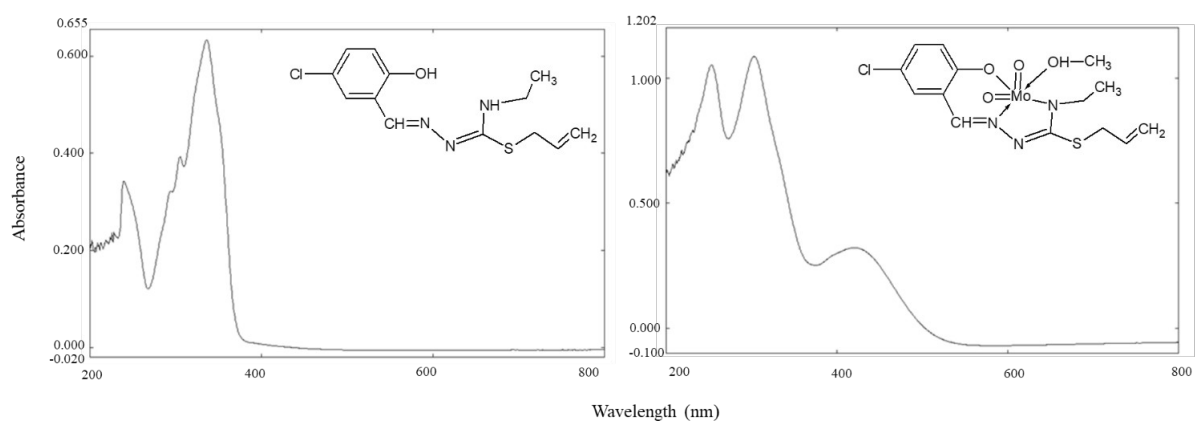 0.655
0.600
0.400
0.200
0.000
-0.020
200
400
600
800
Cl
OH
CH=N
N
NH
CH3
S
CH2
1.202
1.000
0.500
0.000
-0.100
200
400
600
800
Cl
O
O
O
Mo
OH—CH3
CH=N
N
N
CH3
S
CH2
Absorbance
Wavelength (nm)